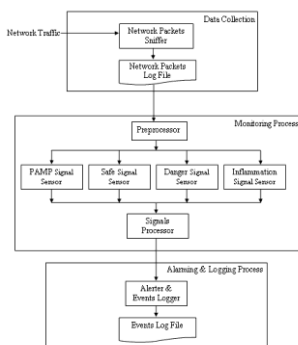 Data Collection
Network Traffic
Network Packets
Sniffer
Network Packets
Log File
Monitoring Process
Preprocessor
PAMP Signal
Sensor
Safe Signal
Sensor
Danger Signal
Sensor
Inflammation
Signal Sensor
Signals
Processor
Alarming & Logging Process
Alerter &
Events Logger
Events Log File